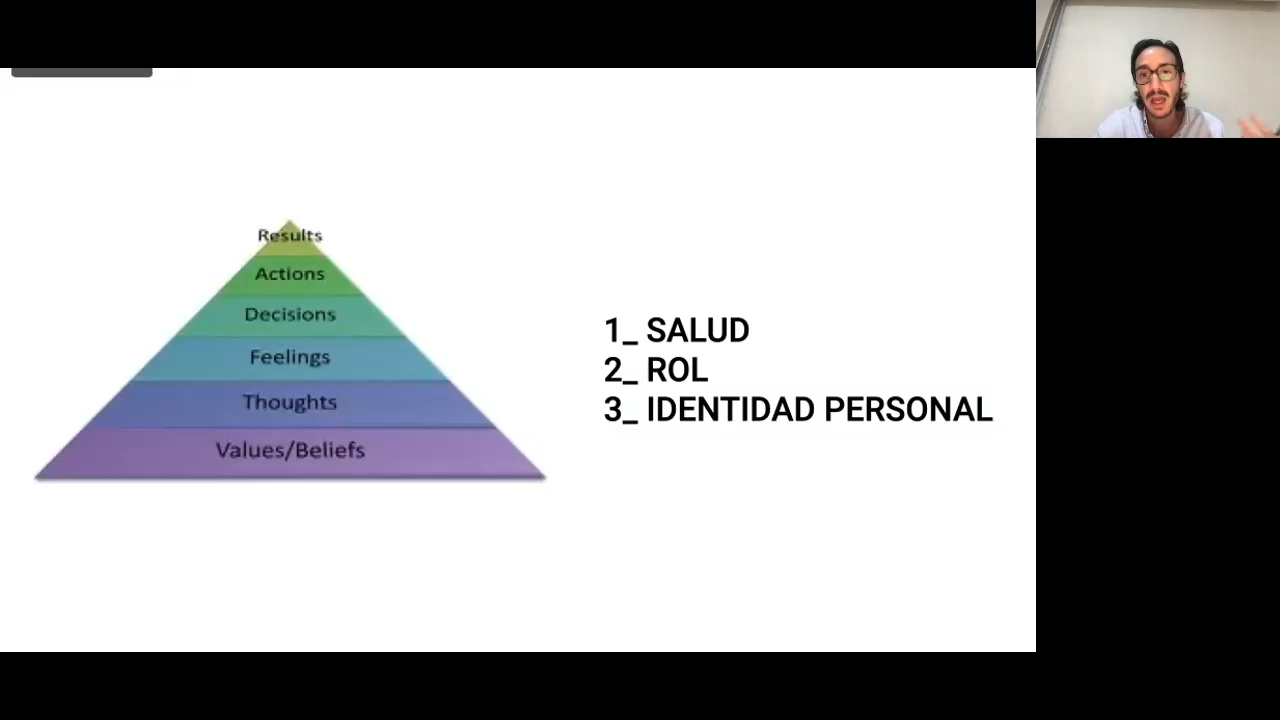 Results
Actions
Decisions
Feelings
Thoughts
Values/Beliefs
1_ SALUD
2_ ROL
3_ IDENTIDAD PERSONAL